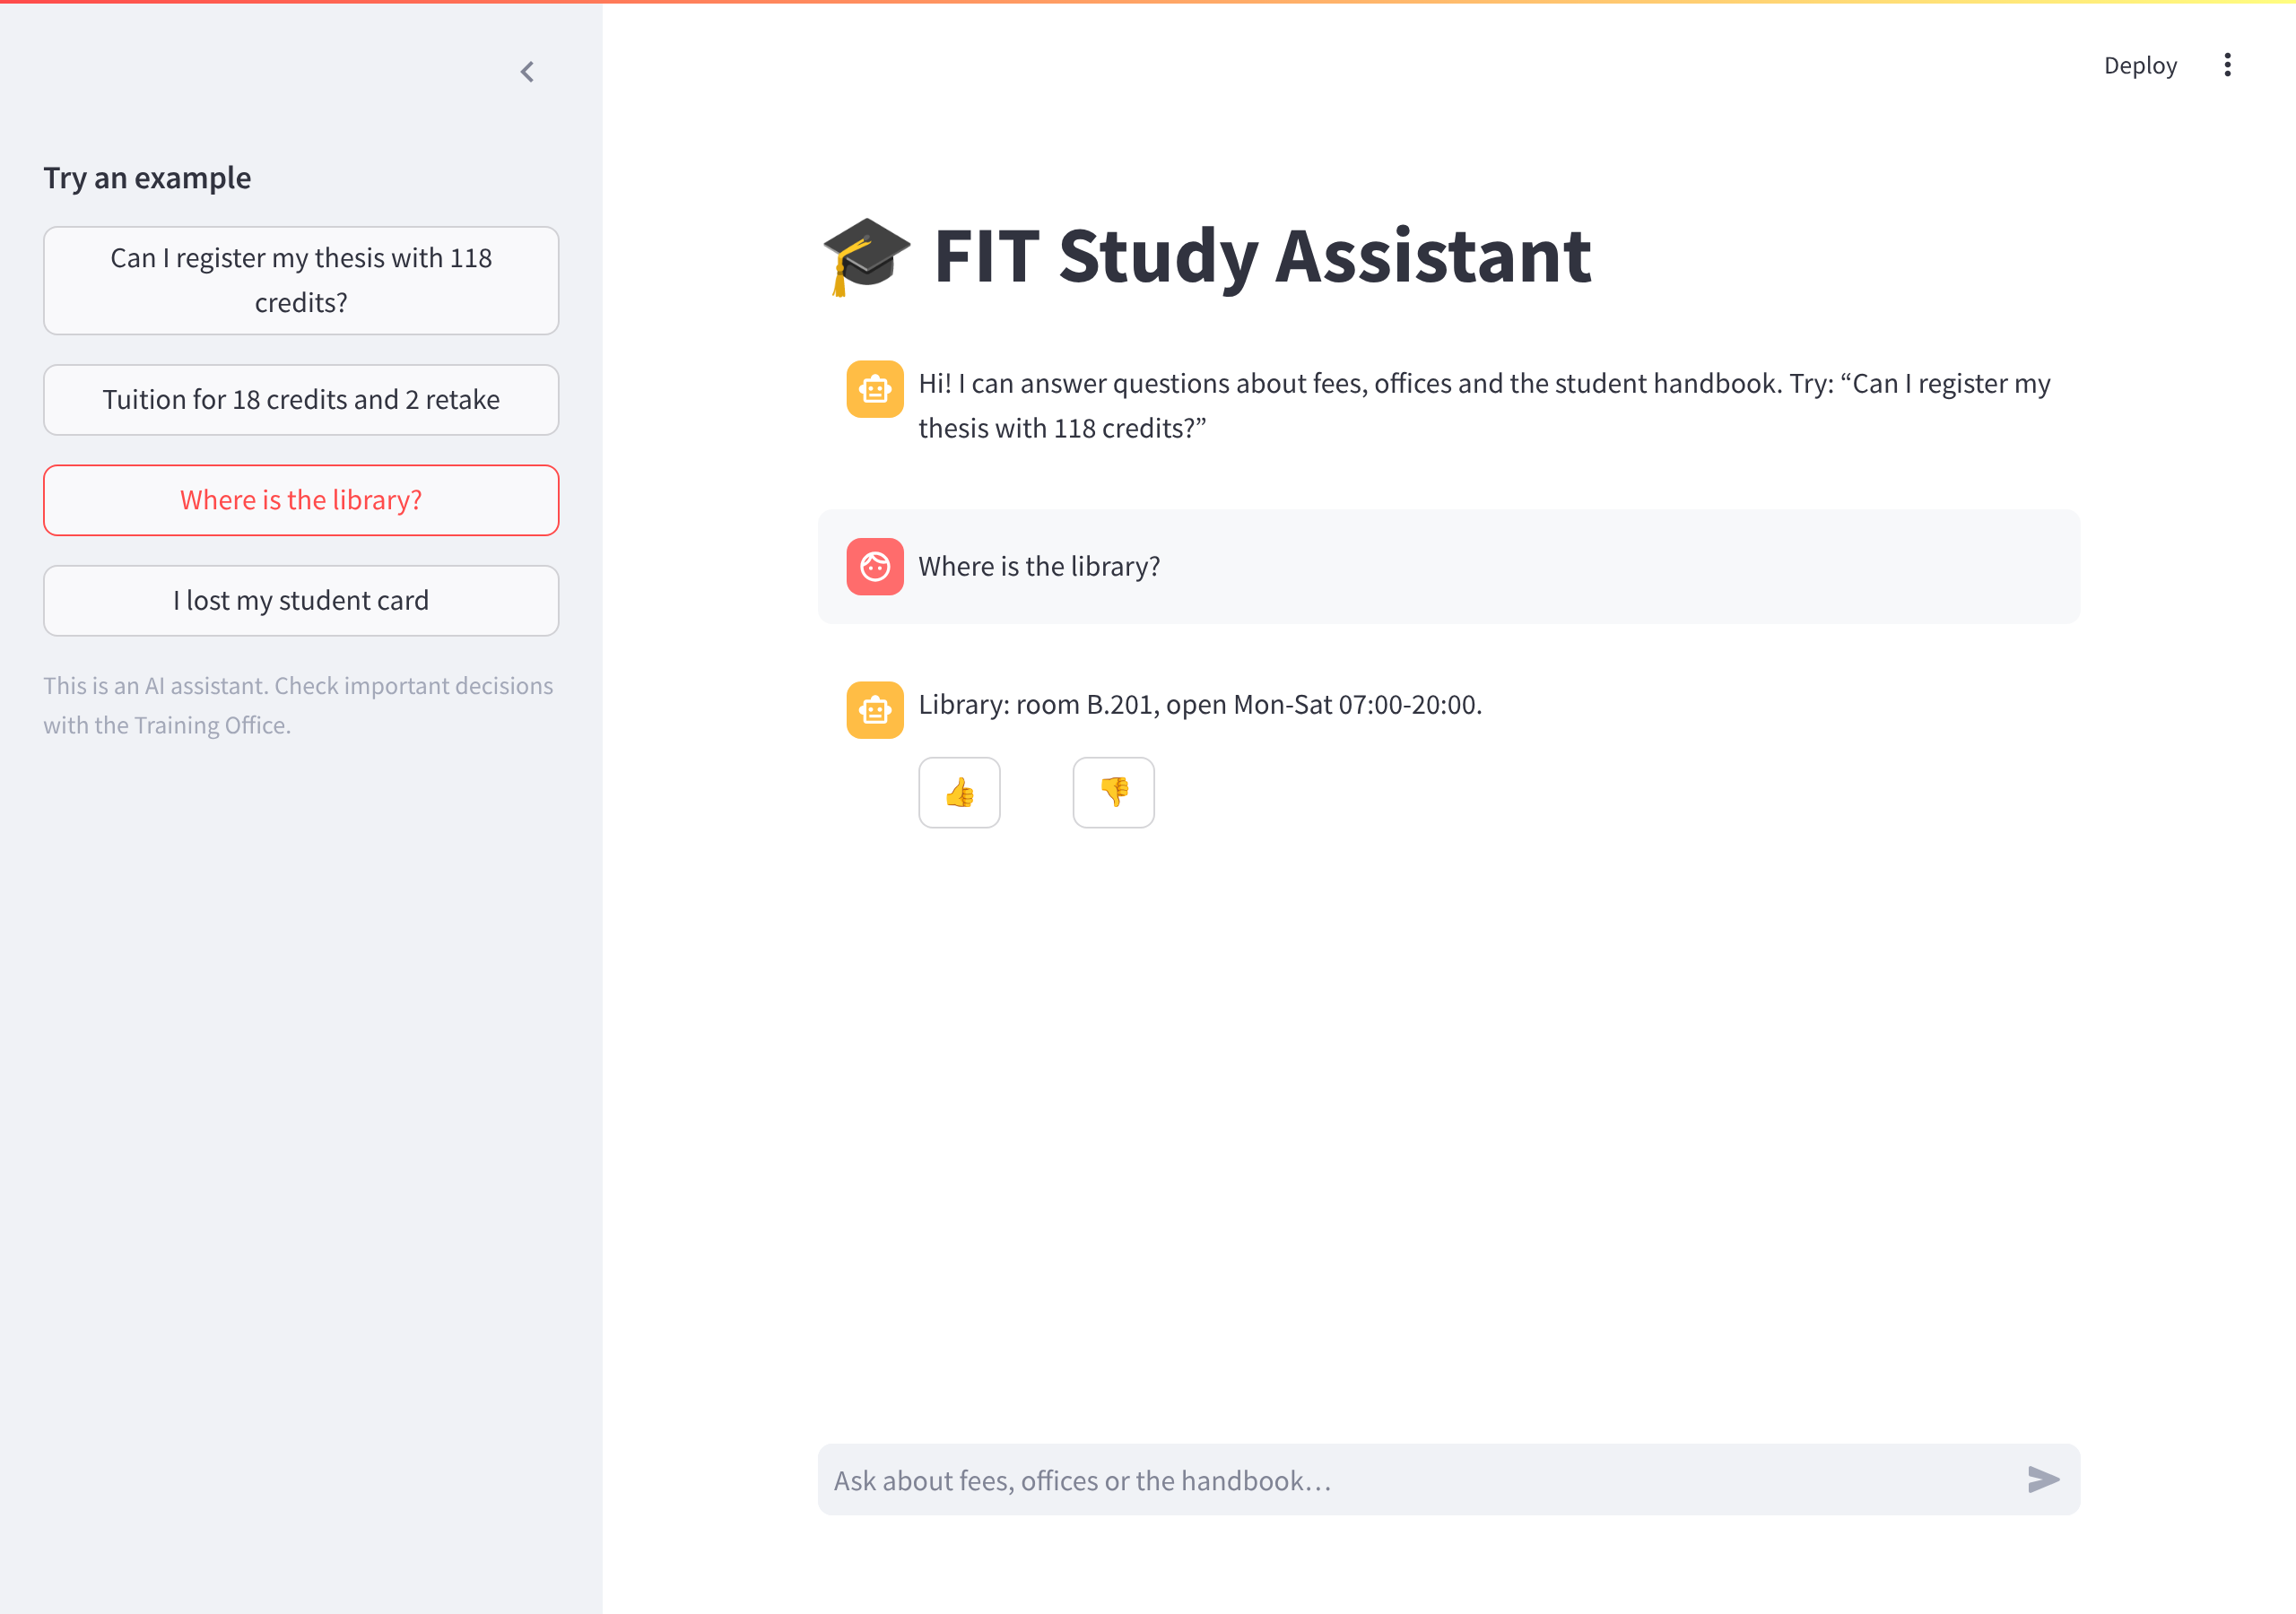 Deploy
Try an example
Can I register my thesis with 118
credits?
Tuition for 18 credits and 2 retake
Where is the library?
I lost my student card
This is an AI assistant. Check important decisions
with the Training Office.
FIT Study Assistant
Hi! I can answer questions about fees, offices and the student handbook. Try: “Can I register my
thesis with 118 credits?”
Where is the library?
Library: room B.201, open Mon-Sat 07:00-20:00.
Ask about fees, offices or the handbook…